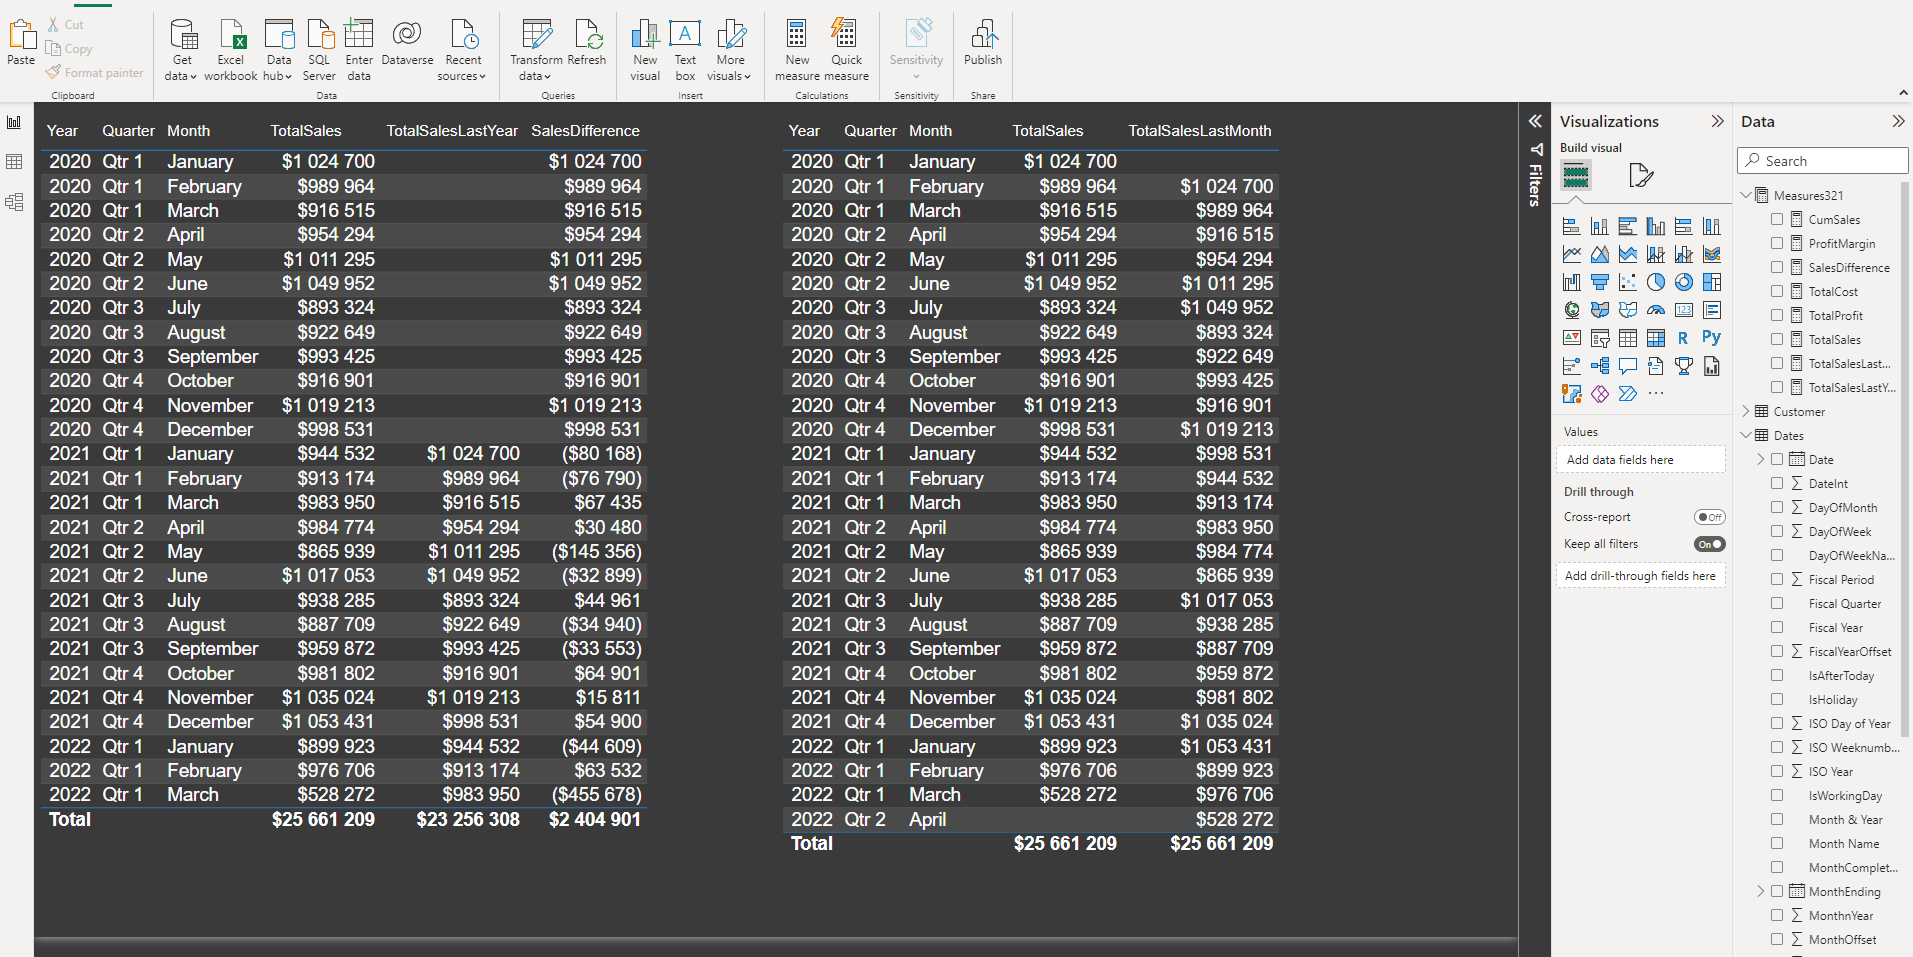 Paste
Cut
Copy
Format painter
Clipboard
Get data
Excel workbook
Data hub
SQL Server
Enter data
Dataverse
Recent sources
Data
Transform data
Refresh
Queries
New visual
Text box
More visuals
Insert
New measure
Quick measure
Calculations
Sensitivity
Sensitivity
Publish
Share
Year Quarter Month TotalSales TotalSalesLastYear SalesDifference
2020 Qtr 1 January $1 024 700 $1 024 700
2020 Qtr 1 February $989 964 $989 964
2020 Qtr 1 March $916 515 $916 515
2020 Qtr 2 April $954 294 $954 294
2020 Qtr 2 May $1 011 295 $1 011 295
2020 Qtr 2 June $1 049 952 $1 049 952
2020 Qtr 3 July $893 324 $893 324
2020 Qtr 3 August $922 649 $922 649
2020 Qtr 3 September $993 425 $993 425
2020 Qtr 4 October $916 901 $916 901
2020 Qtr 4 November $1 019 213 $1 019 213
2020 Qtr 4 December $998 531 $998 531
2021 Qtr 1 January $944 532 $1 024 700 ($80 168)
2021 Qtr 1 February $913 174 $989 964 ($76 790)
2021 Qtr 1 March $983 950 $916 515 $67 435
2021 Qtr 2 April $984 774 $954 294 $30 480
2021 Qtr 2 May $865 939 $1 011 295 ($145 356)
2021 Qtr 2 June $1 017 053 $1 049 952 ($32 899)
2021 Qtr 3 July $938 285 $893 324 $44 961
2021 Qtr 3 August $887 709 $922 649 ($34 940)
2021 Qtr 3 September $959 872 $993 425 ($33 553)
2021 Qtr 4 October $981 802 $916 901 $64 901
2021 Qtr 4 November $1 035 024 $1 019 213 $15 811
2021 Qtr 4 December $1 053 431 $998 531 $54 900
2022 Qtr 1 January $899 923 $944 532 ($44 609)
2022 Qtr 1 February $976 706 $913 174 $63 532
2022 Qtr 1 March $528 272 $983 950 ($455 678)
Total $25 661 209 $23 256 308 $2 404 901
Year Quarter Month TotalSales TotalSalesLastMonth
2020 Qtr 1 January $1 024 700
2020 Qtr 1 February $989 964 $1 024 700
2020 Qtr 1 March $916 515 $989 964
2020 Qtr 2 April $954 294 $916 515
2020 Qtr 2 May $1 011 295 $954 294
2020 Qtr 2 June $1 049 952 $1 011 295
2020 Qtr 3 July $893 324 $1 049 952
2020 Qtr 3 August $922 649 $893 324
2020 Qtr 3 September $993 425 $922 649
2020 Qtr 4 October $916 901 $993 425
2020 Qtr 4 November $1 019 213 $916 901
2020 Qtr 4 December $998 531 $1 019 213
2021 Qtr 1 January $944 532 $998 531
2021 Qtr 1 February $913 174 $944 532
2021 Qtr 1 March $983 950 $913 174
2021 Qtr 2 April $984 774 $983 950
2021 Qtr 2 May $865 939 $984 774
2021 Qtr 2 June $1 017 053 $865 939
2021 Qtr 3 July $938 285 $1 017 053
2021 Qtr 3 August $887 709 $938 285
2021 Qtr 3 September $959 872 $887 709
2021 Qtr 4 October $981 802 $959 872
2021 Qtr 4 November $1 035 024 $981 802
2021 Qtr 4 December $1 053 431 $1 035 024
2022 Qtr 1 January $899 923 $1 053 431
2022 Qtr 1 February $976 706 $899 923
2022 Qtr 1 March $528 272 $976 706
2022 Qtr 2 April $528 272
Total $25 661 209 $25 661 209
Filters
Visualizations
Build visual
123
R
Py
Values
Add data fields here
Drill through
Cross-report Off
Keep all filters On
Add drill-through fields here
Data
Search
Measures321
CumSales
ProfitMargin
SalesDifference
TotalCost
TotalProfit
TotalSales
TotalSalesLast...
TotalSalesLastY...
Customer
Dates
Date
DateInt
DayOfMonth
DayOfWeek
DayOfWeekNa...
Fiscal Period
Fiscal Quarter
Fiscal Year
FiscalYearOffset
IsAfterToday
IsHoliday
ISO Day of Year
ISO Weeknumb...
ISO Year
IsWorkingDay
Month & Year
Month Name
MonthComplet...
MonthEnding
MonthnYear
MonthOffset